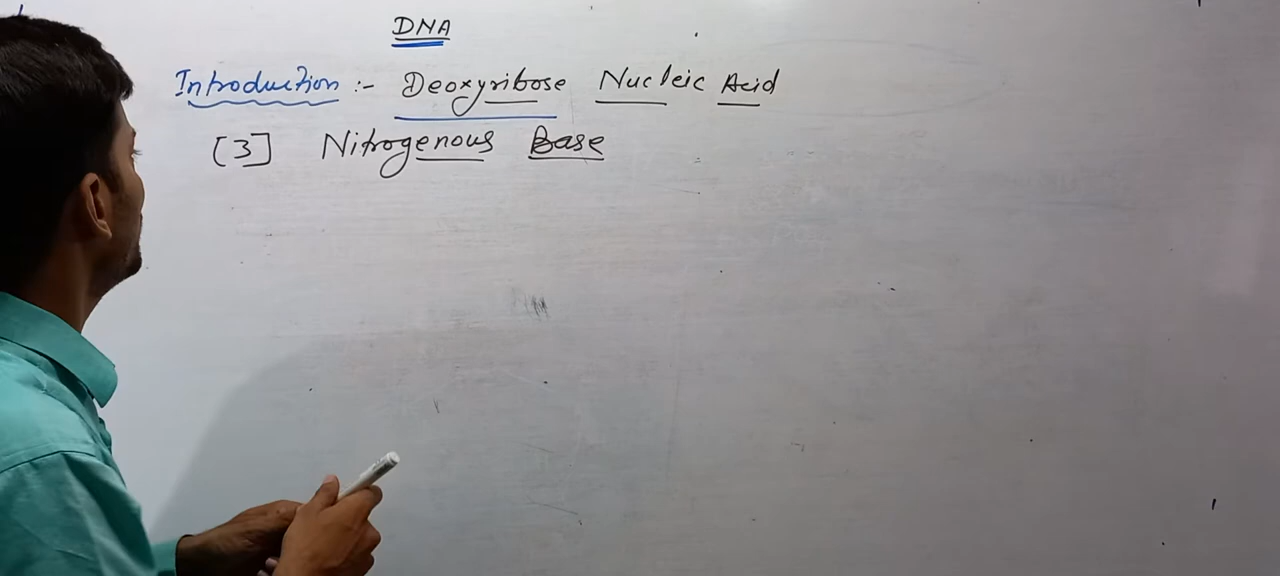 DNA
Introduction :- Deoxyribose Nucleic Acid
[3] Nitrogenous Base